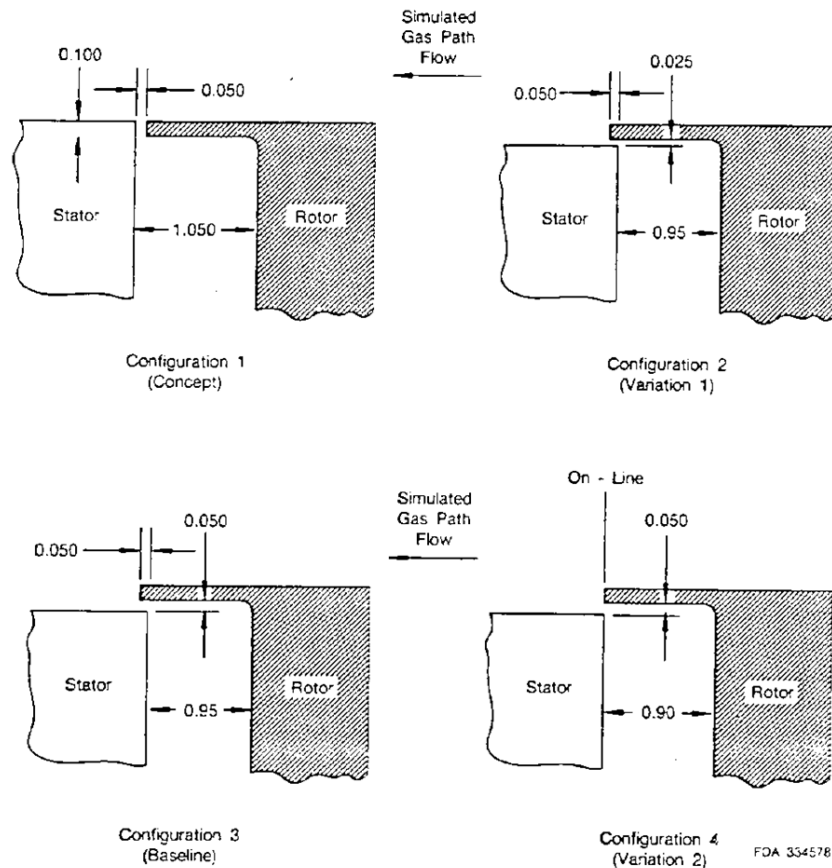 Simulated
Gas Path
Flow
0.100
0.050
Stator
1.050
Rotor
Configuration 1
(Concept)
0.025
0.050
Stator
0.95
Rotor
Configuration 2
(Variation 1)
Simulated
Gas Path
Flow
0.050
0.050
Stator
0.95
Rotor
Configuration 3
(Baseline)
On - Line
0.050
Stator
0.90
Rotor
Configuration 4
(Variation 2)
FDA 334578